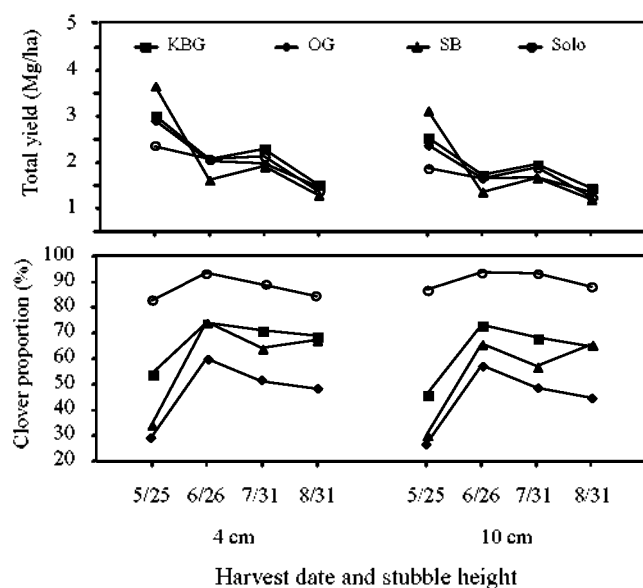 Total yield (Mg/ha)
5
4
3
2
1
KBG OG SB Solo
Clover proportion (%)
100
90
80
70
60
50
40
30
20
5/25 6/26 7/31 8/31 5/25 6/26 7/31 8/31
4 cm 10 cm
Harvest date and stubble height